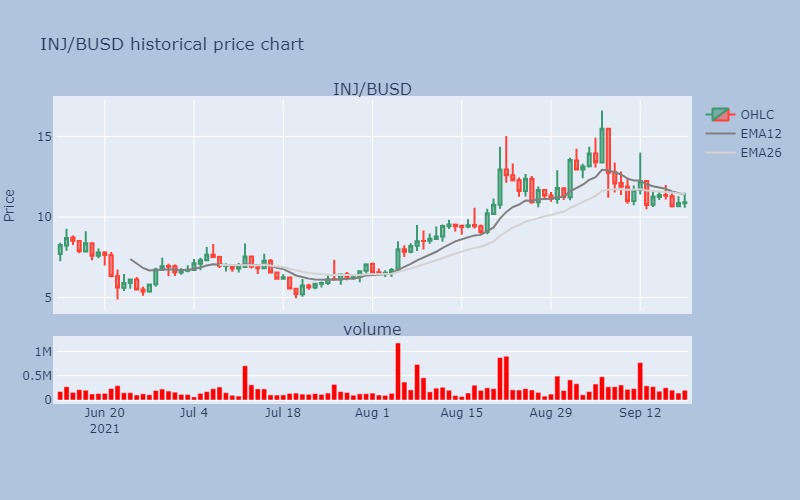 INJ/BUSD historical price chart
INJ/BUSD
OHLC
EMA12
EMA26
Price
15
10
5
volume
1M
0.5M
0
Jun 20 Jul 4 Jul 18 Aug 1 Aug 15 Aug 29 Sep 12
2021